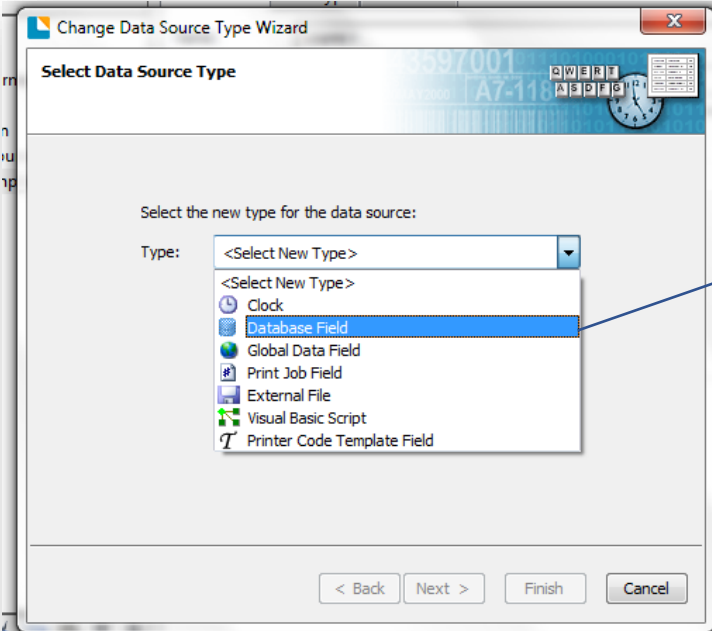 Change Data Source Type Wizard
Select Data Source Type
3597001
A7-118
QWERT
ASDFG
Select the new type for the data source:
Type: <Select New Type>
<Select New Type>
Clock
Database Field
Global Data Field
Print Job Field
External File
Visual Basic Script
Printer Code Template Field
< Back Next > Finish Cancel